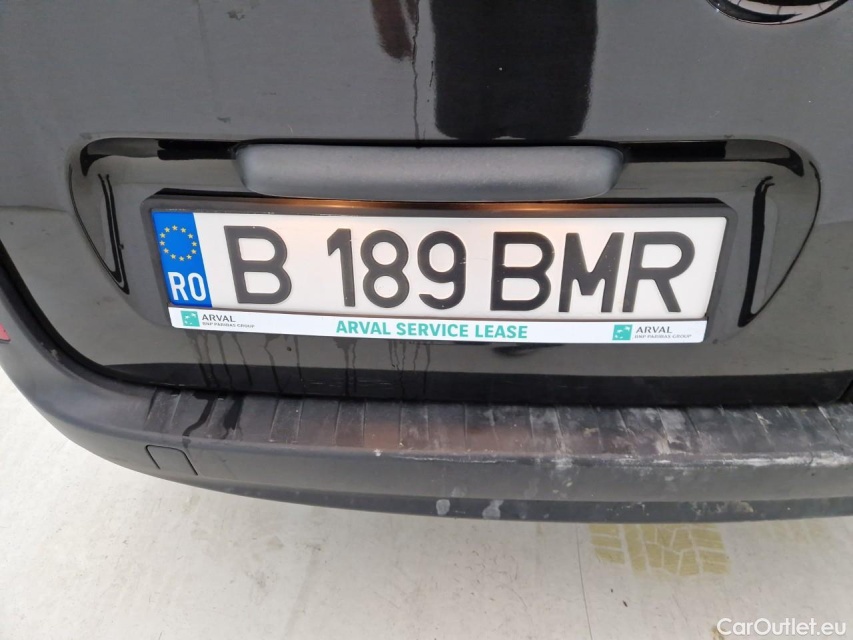 RO B 189 BMR
ARVAL ARVAL SERVICE LEASE ARVAL
BNP PARIBAS GROUP BNP PARIBAS GROUP
CarOutlet.eu